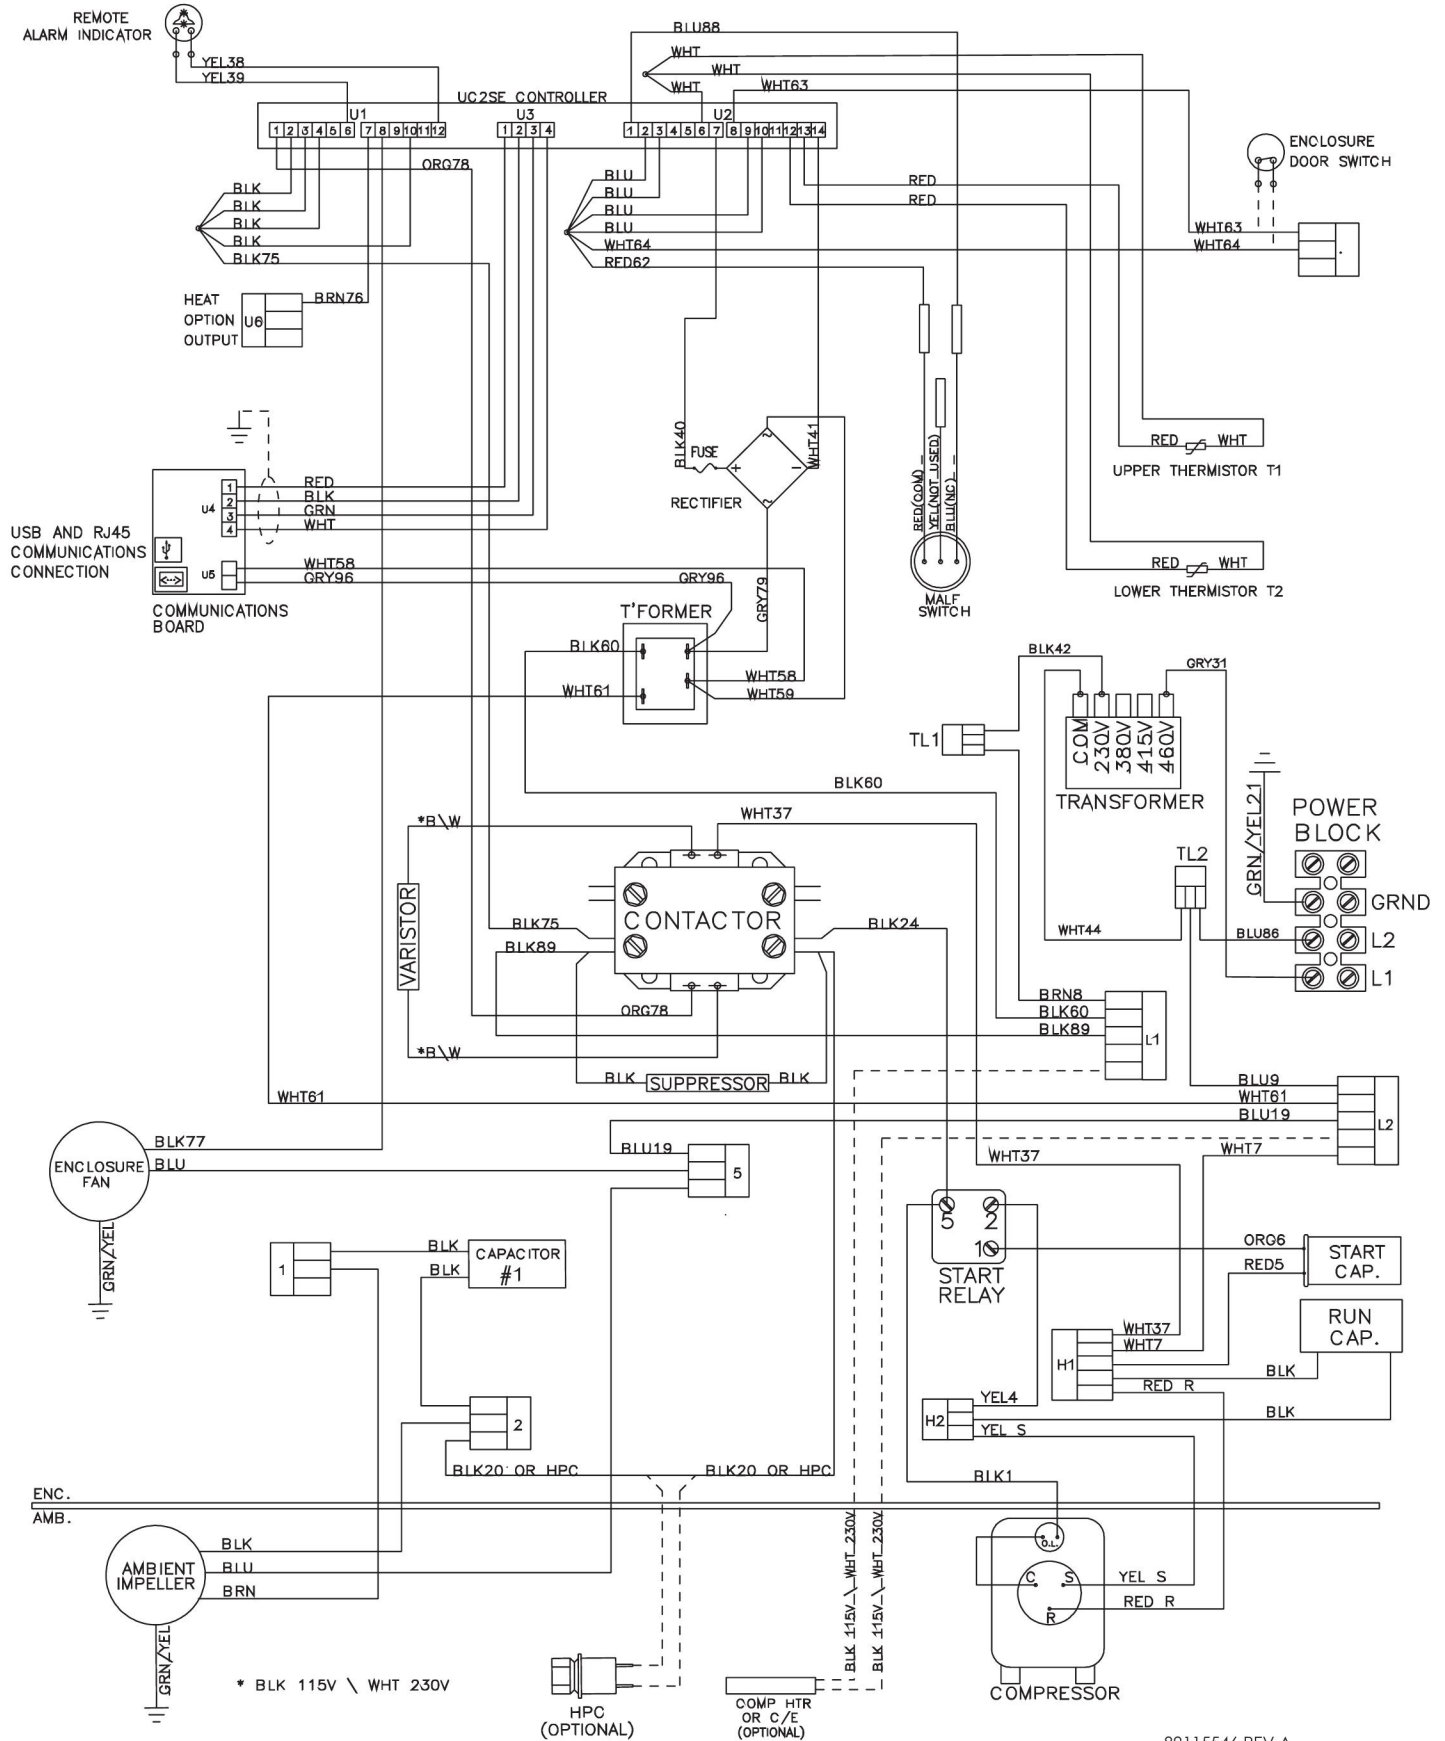 REMOTE
ALARM INDICATOR
YEL38
YEL39
UC2SE CONTROLLER
U1
U3
U2
1 2 3 4 5 6 7 8 9 10 11 12
1 2 3 4
1 2 3 4 5 6 7 8 9 10 11 12 13 14
BLU88
WHT
WHT
WHT
WHT63
ENCLOSURE
DOOR SWITCH
ORG78
BLK
BLK
BLK
BLK
BLK75
BLU
BLU
BLU
BLU
WHT64
RED62
RED
RED
WHT63
WHT64
HEAT
OPTION
OUTPUT
U6
BRN76
BLK40
FUSE
+
~
-
~
WHT41
RECTIFIER
RED(COM)
YEL(NOT USED)
BLU(NC)
MALF
SWITCH
RED
WHT
UPPER THERMISTOR T1
RED
WHT
LOWER THERMISTOR T2
USB AND RJ45
COMMUNICATIONS
CONNECTION
U4
1
2
3
4
U5
RED
BLK
GRN
WHT
WHT58
GRY96
COMMUNICATIONS
BOARD
GRY96
GRY79
T'FORMER
BLK60
WHT61
WHT58
WHT59
BLK42
GRY31
TL1
COM
230V
380V
415V
460V
TRANSFORMER
GRN/YEL21
POWER
BLOCK
GRND
L2
L1
TL2
WHT44
BLU86
BLK60
WHT37
*B\W
VARISTOR
CONTACTOR
BLK75
BLK89
BLK24
ORG78
*B\W
BLK
SUPPRESSOR
BLK
BRN8
BLK60
BLK89
L1
WHT61
BLU9
WHT61
BLU19
WHT7
L2
ENCLOSURE
FAN
BLK77
BLU
GRN/YEL
BLU19
5
WHT37
5
2
1
START
RELAY
ORG6
RED5
START
CAP.
RUN
CAP.
1
BLK
BLK
CAPACITOR
#1
WHT37
WHT7
H1
BLK
RED R
BLK
2
H2
YEL4
YEL S
BLK20 OR HPC
BLK20 OR HPC
BLK1
ENC.
AMB.
AMBIENT
IMPELLER
BLK
BLU
BRN
GRN/YEL
* BLK 115V \ WHT 230V
HPC
(OPTIONAL)
BLK 115V \ WHT 230V
BLK 115V \ WHT 230V
COMP HTR
OR C/E
(OPTIONAL)
O.L.
C
S
R
YEL S
RED R
COMPRESSOR